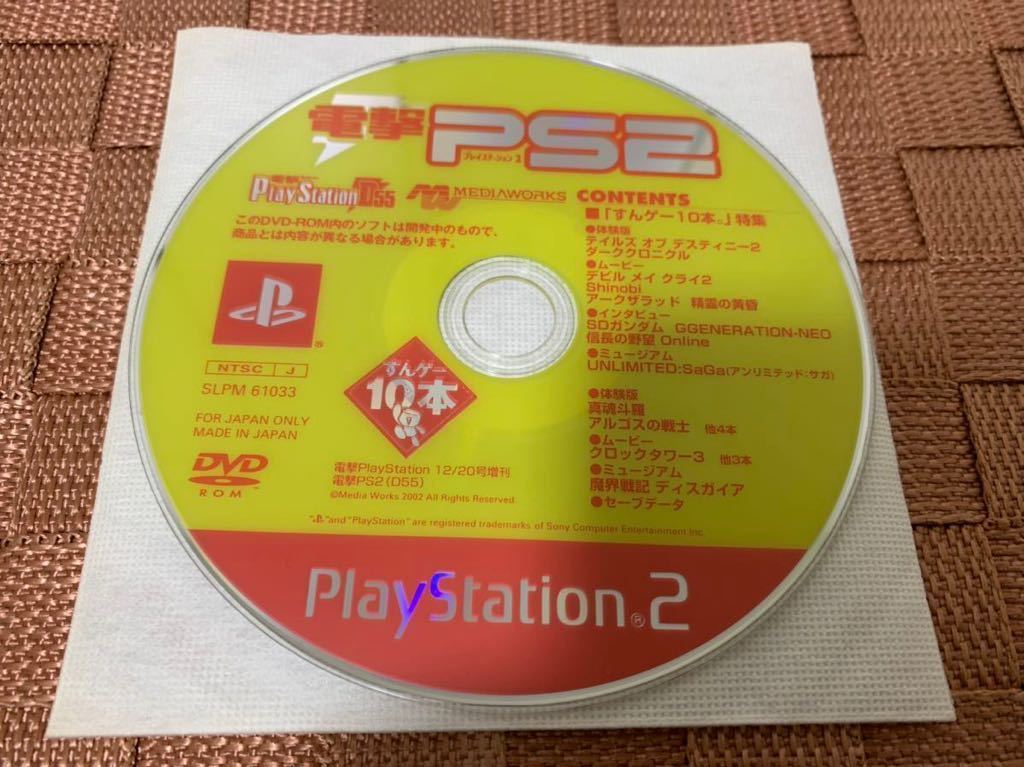 電撃PS2
プレイステーション2
電撃
PlayStation D55
MW MEDIAWORKS
このDVD-ROM内のソフトは開発中のもので、
商品とは内容が異なる場合があります。
NTSC J
SLPM 61033
FOR JAPAN ONLY
MADE IN JAPAN
DVD
ROM
すんゲー
10本
CONTENTS
■「すんゲー10本。」特集
●体験版
テイルズ オブ デスティニー2
ダーククロニクル
●ムービー
デビル メイ クライ2
Shinobi
アークザラッド 精霊の黄昏
●インタビュー
SDガンダム GGENERATION-NEO
信長の野望 Online
●ミュージアム
UNLIMITED:SaGa(アンリミテッド:サガ)
●体験版
真魂斗羅
アルゴスの戦士 他4本
●ムービー
クロックタワー3 他3本
●ミュージアム
魔界戦記 ディスガイア
●セーブデータ
電撃PlayStation 12/20号増刊
電撃PS2(D55)
©Media Works 2002 All Rights Reserved.
" "and "PlayStation" are registered trademarks of Sony Computer Entertainment Inc.
PlayStation®2